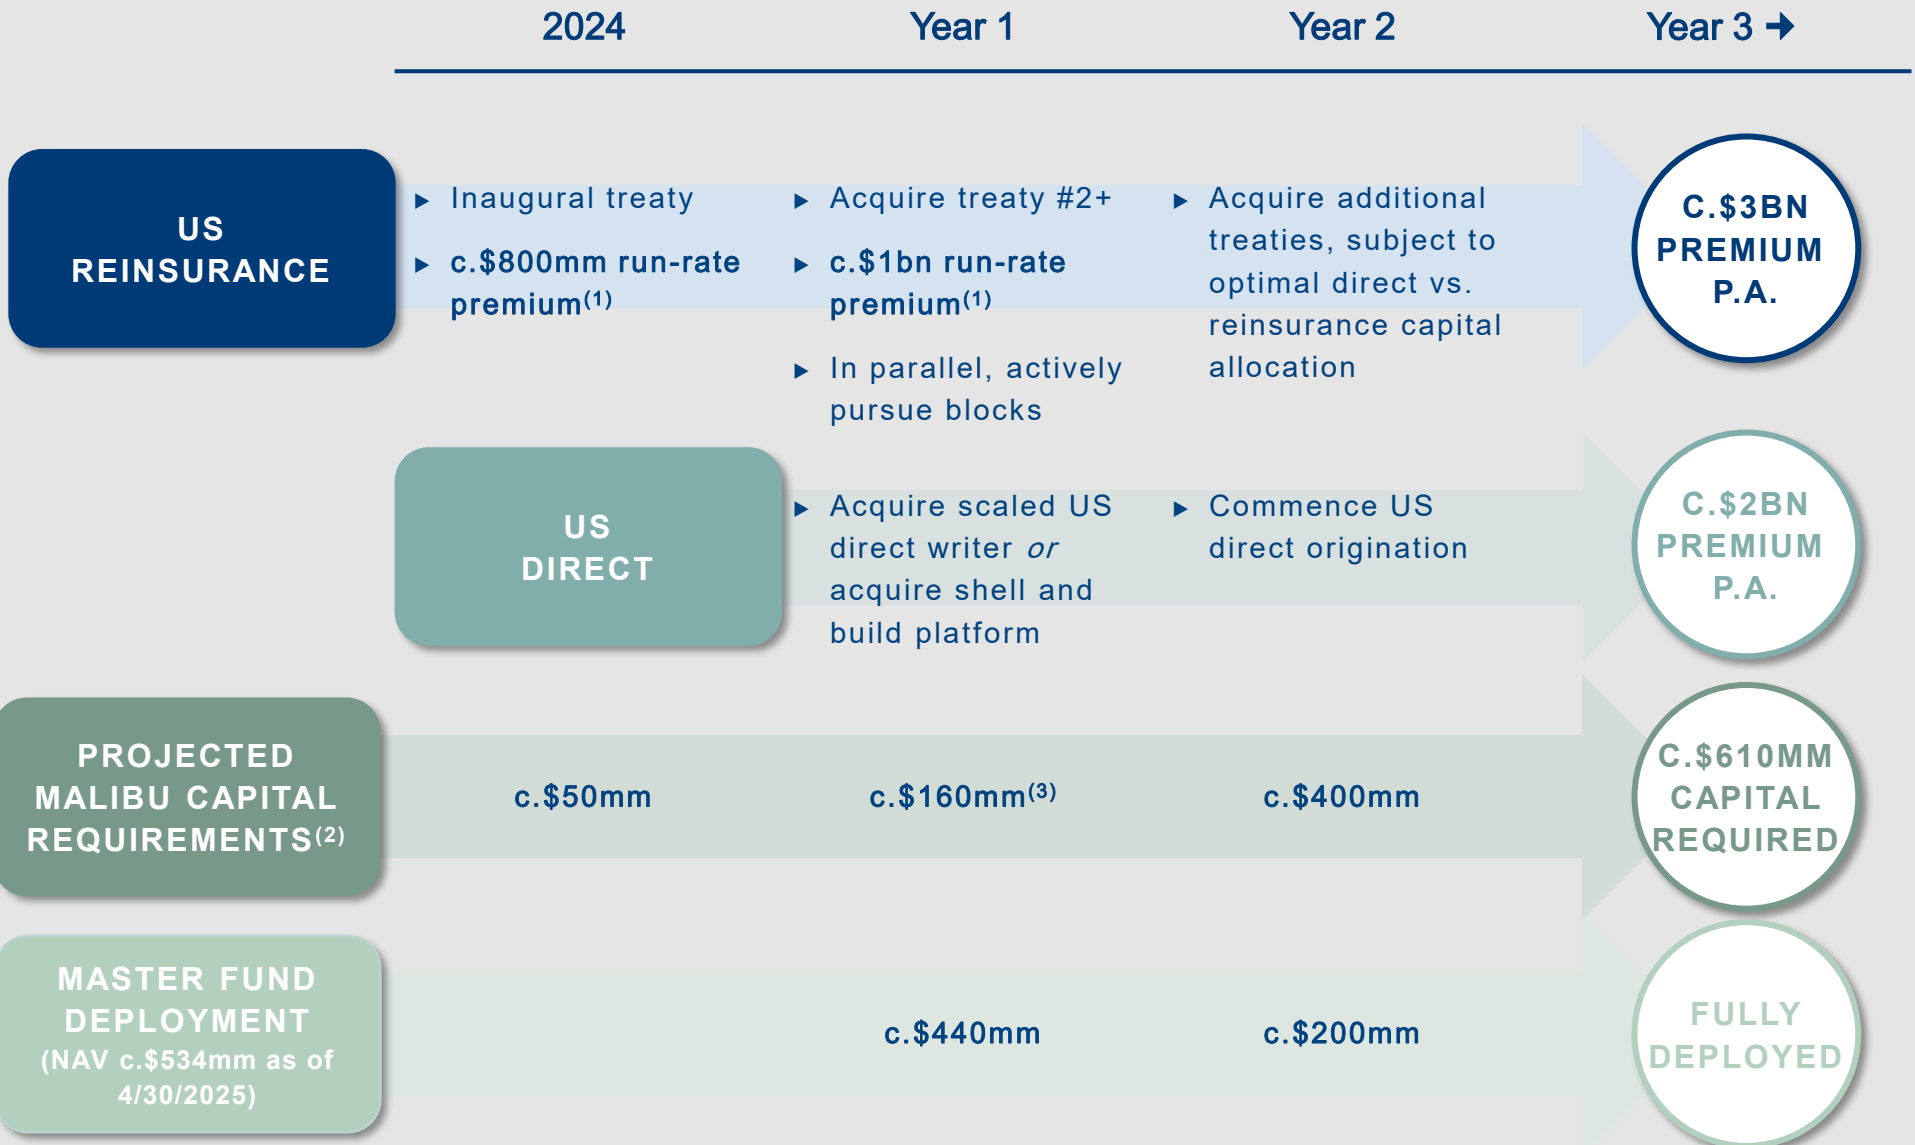 2024 Year 1 Year 2 Year 3 ➔
US
REINSURANCE
► Inaugural treaty
► c.$800mm run-rate
premium(1)
► Acquire treaty #2+
► c.$1bn run-rate
premium(1)
► In parallel, actively
pursue blocks
► Acquire additional
treaties, subject to
optimal direct vs.
reinsurance capital
allocation
C.$3BN
PREMIUM
P.A.
US
DIRECT
► Acquire scaled US
direct writer or
acquire shell and
build platform
► Commence US
direct origination
C.$2BN
PREMIUM
P.A.
PROJECTED
MALIBU CAPITAL
REQUIREMENTS(2)
c.$50mm
c.$160mm(3)
c.$400mm
C.$610MM
CAPITAL
REQUIRED
MASTER FUND
DEPLOYMENT
(NAV c.$534mm as of
4/30/2025)
c.$440mm
c.$200mm
FULLY
DEPLOYED